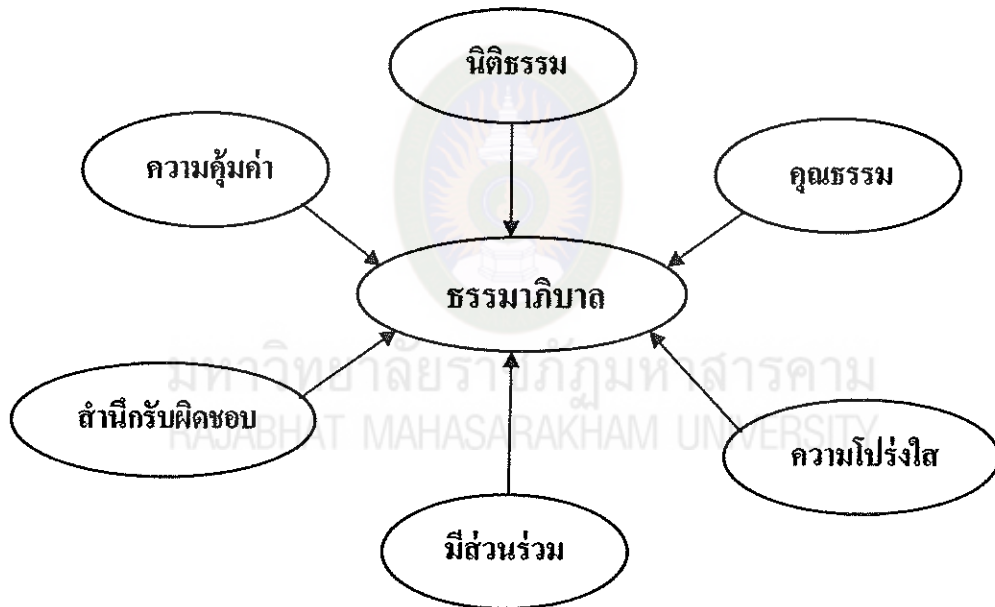 นิติธรรม
ความคุ้มค่า
คุณธรรม
ธรรมาภิบาล
มหาวิทยาลัยราชภัฏมหาสารคาม
RAJABHAT MAHASARAKHAM UNIVERSITY
สำนึกรับผิดชอบ
ความโปร่งใส
มีส่วนร่วม